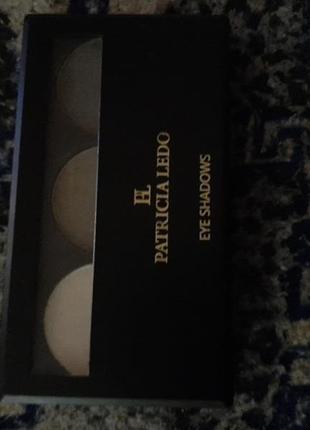 PL
PATRICIA LEDO
EYE SHADOWS